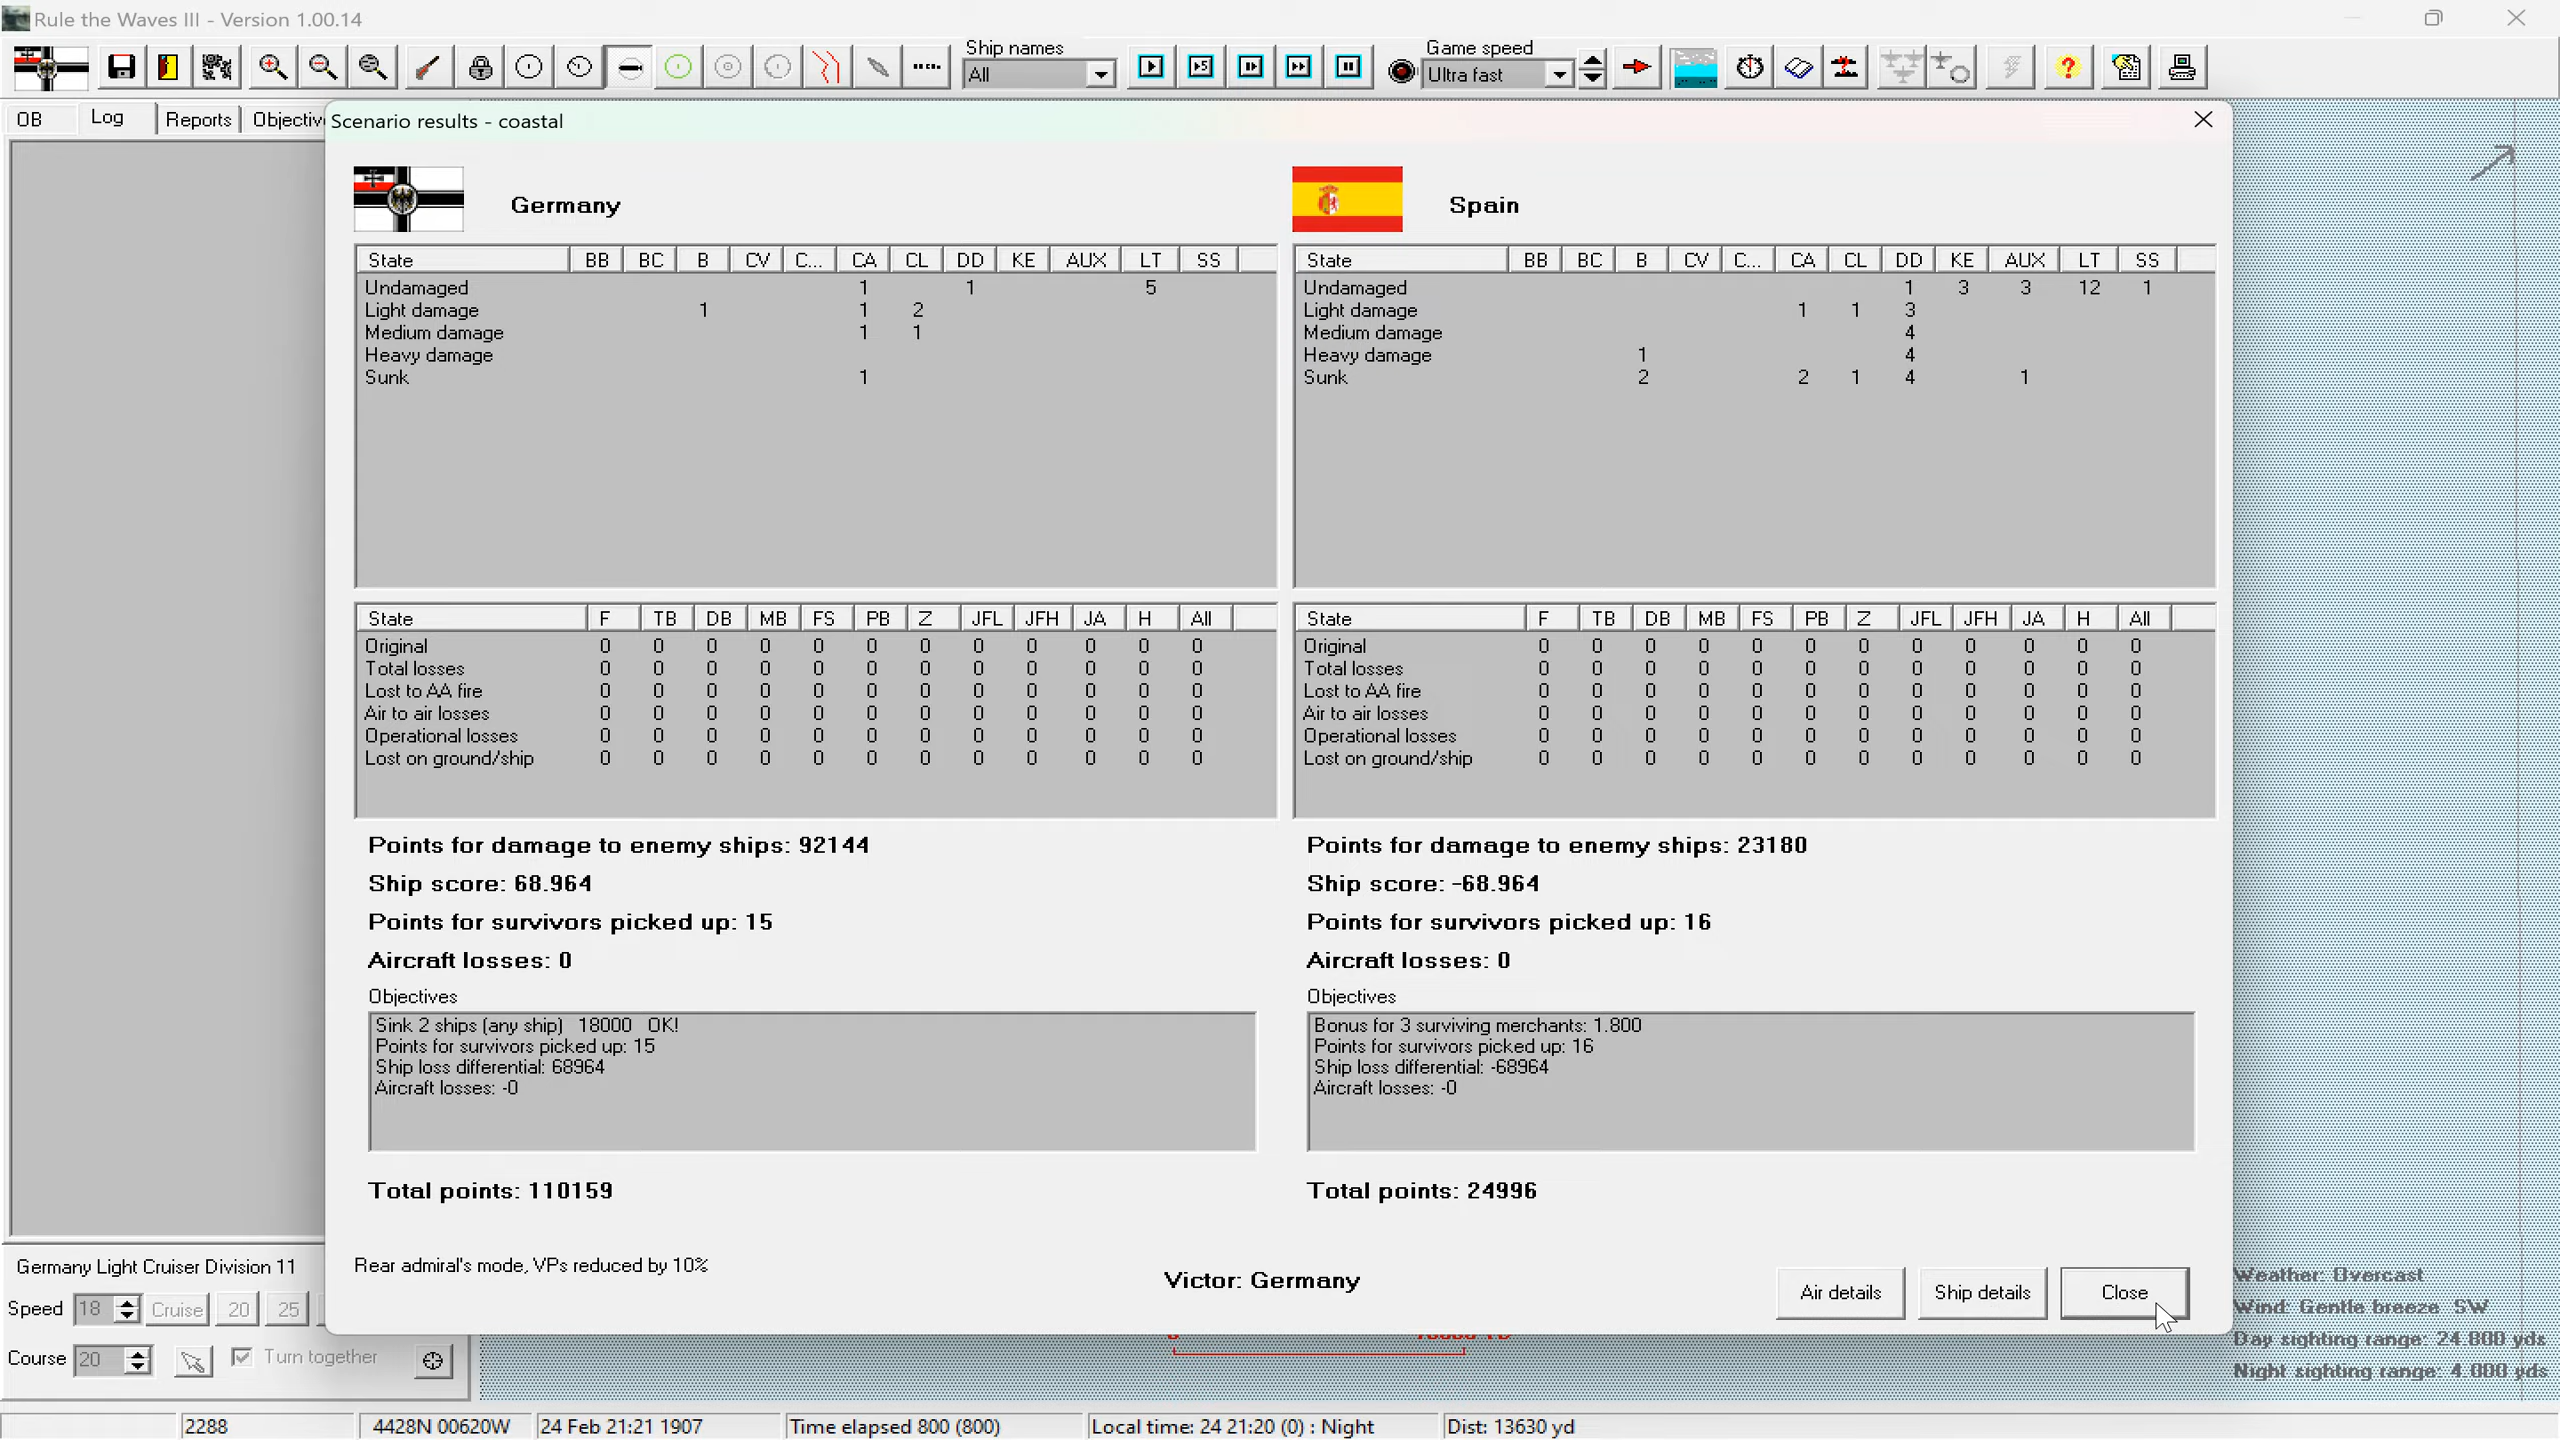 Rule the Waves III - Version 1.00.14
Ship names
All
Game speed
Ultra fast
OB Log Reports Objectiv
Scenario results - coastal
Germany
State BB BC B CV C... CA CL DD KE AUX LT SS
Undamaged 1 1 5
Light damage 1 1 2
Medium damage 1 1
Heavy damage
Sunk 1
Spain
State BB BC B CV C... CA CL DD KE AUX LT SS
Undamaged 1 3 3 12 1
Light damage 1 1 3
Medium damage 4
Heavy damage 1 4
Sunk 2 2 1 4 1
State F TB DB MB FS PB Z JFL JFH JA H All
Original 0 0 0 0 0 0 0 0 0 0 0 0
Total losses 0 0 0 0 0 0 0 0 0 0 0 0
Lost to AA fire 0 0 0 0 0 0 0 0 0 0 0 0
Air to air losses 0 0 0 0 0 0 0 0 0 0 0 0
Operational losses 0 0 0 0 0 0 0 0 0 0 0 0
Lost on ground/ship 0 0 0 0 0 0 0 0 0 0 0 0
State F TB DB MB FS PB Z JFL JFH JA H All
Original 0 0 0 0 0 0 0 0 0 0 0 0
Total losses 0 0 0 0 0 0 0 0 0 0 0 0
Lost to AA fire 0 0 0 0 0 0 0 0 0 0 0 0
Air to air losses 0 0 0 0 0 0 0 0 0 0 0 0
Operational losses 0 0 0 0 0 0 0 0 0 0 0 0
Lost on ground/ship 0 0 0 0 0 0 0 0 0 0 0 0
Points for damage to enemy ships: 92144
Ship score: 68.964
Points for survivors picked up: 15
Aircraft losses: 0
Objectives
Sink 2 ships (any ship) 18000 OK!
Points for survivors picked up: 15
Ship loss differential: 68964
Aircraft losses: -0
Total points: 110159
Points for damage to enemy ships: 23180
Ship score: -68.964
Points for survivors picked up: 16
Aircraft losses: 0
Objectives
Bonus for 3 surviving merchants: 1.800
Points for survivors picked up: 16
Ship loss differential: -68964
Aircraft losses: -0
Total points: 24996
Rear admiral's mode, VPs reduced by 10%
Victor: Germany
Air details Ship details Close
Germany Light Cruiser Division 11
Speed 18 Cruise 20 25
Course 20 Turn together
Weather: Overcast
Wind: Gentle breeze SW
Day sighting range: 24.800 yds
Night sighting range: 4.000 yds
2288 4428N 00620W 24 Feb 21:21 1907 Time elapsed 800 (800) Local time: 24 21:20 (0) : Night Dist: 13630 yd